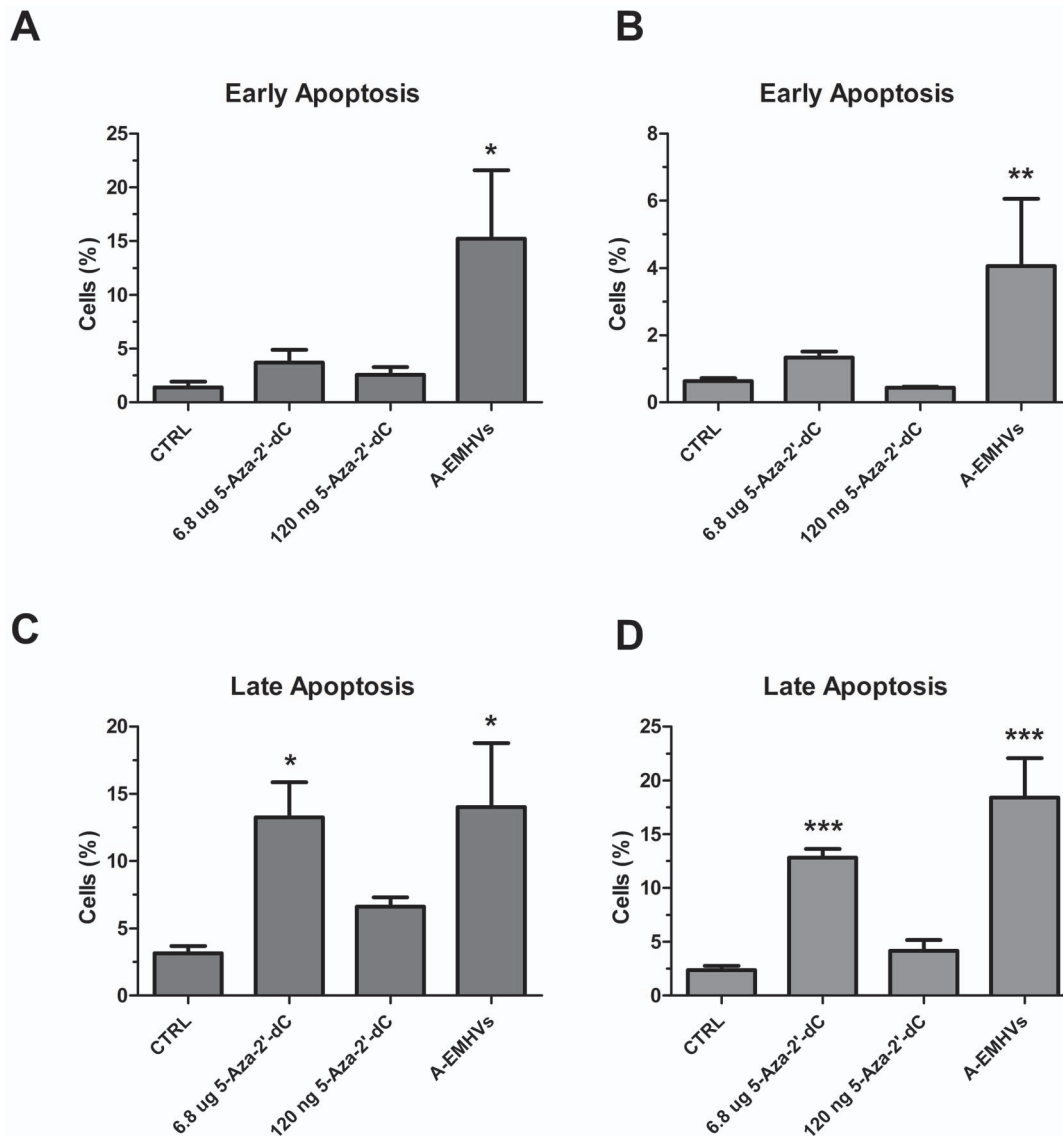 A
Early Apoptosis
Cells (%)
25
20
15
10
5
0
*
CTRL
6.8 ug 5-Aza-2'-dC
120 ng 5-Aza-2'-dC
A-EMHVs
B
Early Apoptosis
Cells (%)
8
6
4
2
0
**
CTRL
6.8 ug 5-Aza-2'-dC
120 ng 5-Aza-2'-dC
A-EMHVs
C
Late Apoptosis
Cells (%)
20
15
10
5
0
*
*
CTRL
6.8 ug 5-Aza-2'-dC
120 ng 5-Aza-2'-dC
A-EMHVs
D
Late Apoptosis
Cells (%)
25
20
15
10
5
0
***
***
CTRL
6.8 ug 5-Aza-2'-dC
120 ng 5-Aza-2'-dC
A-EMHVs